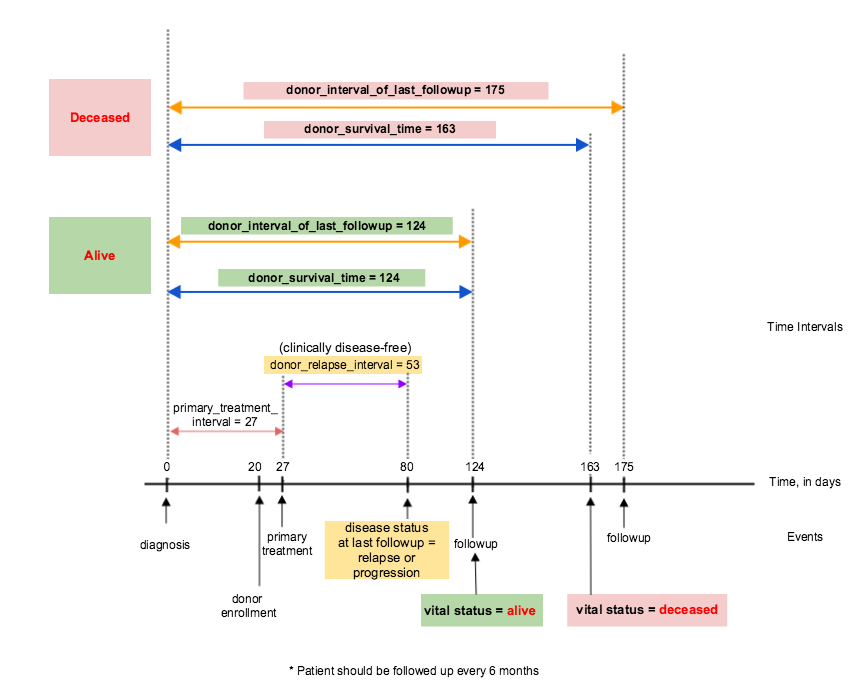 donor_interval_of_last_followup = 175
Deceased
donor_survival_time = 163
donor_interval_of_last_followup = 124
Alive
donor_survival_time = 124
Time Intervals
(clinically disease-free)
donor_relapse_interval = 53
primary_treatment_
interval = 27
0 20 27 80 124 163 175
Time, in days
diagnosis
primary
treatment
disease status
at last followup =
relapse or
progression
followup
followup
Events
donor
enrollment
vital status = alive
vital status = deceased
* Patient should be followed up every 6 months